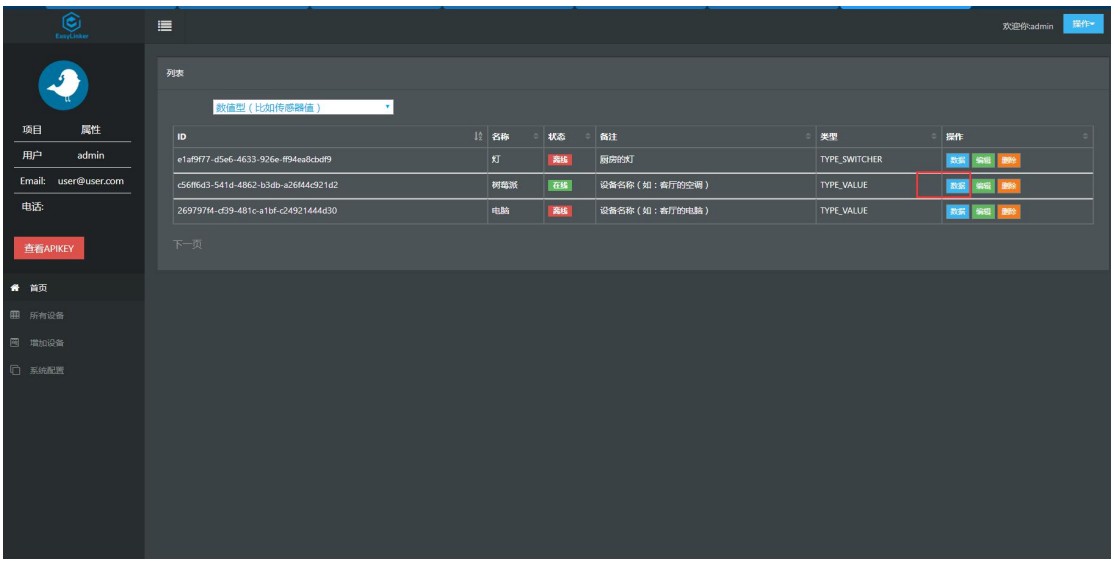 EasyLinker
欢迎你:admin 操作
列表
数值型（比如传感器值）
项目 属性
用户 admin
Email: user@user.com
电话:
查看APIKEY
首页
所有设备
增加设备
系统配置
ID 名称 状态 备注 类型 操作
e1af9f77-d5e6-4633-926e-ff94ea8cbdf9 灯 离线 厨房的灯 TYPE_SWITCHER 数据 编辑 删除
c56ff6d3-541d-4862-b3db-a26f44c921d2 树莓派 在线 设备名称（如：客厅的空调） TYPE_VALUE 数据 编辑 删除
269797f4-cf39-481c-a1bf-c24921444d30 电脑 离线 设备名称（如：客厅的电脑） TYPE_VALUE 数据 编辑 删除
下一页